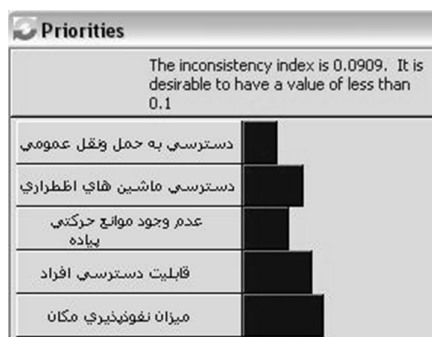 Priorities
The inconsistency index is 0.0909. It is
desirable to have a value of less than
0.1
دسترسي به حمل ونقل عمومي
دسترسي ماشين هاي اظطراري
عدم وجود موانع حركتي
پياده
قابليت دسترسي افراد
ميزان نفوذپذيري مكان